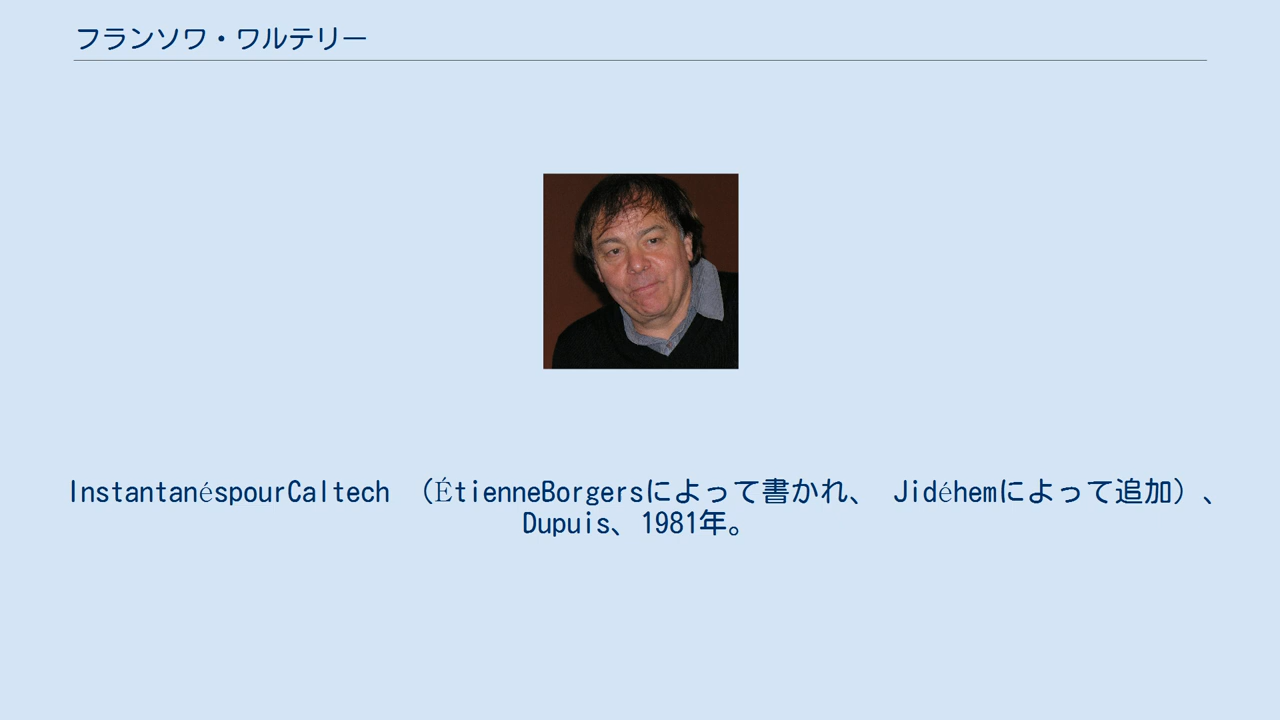 フランソワ・ワルテリー
InstantanéspourCaltech （ÉtienneBorgersによって書かれ、 Jidéhemによって追加）、
Dupuis、1981年。